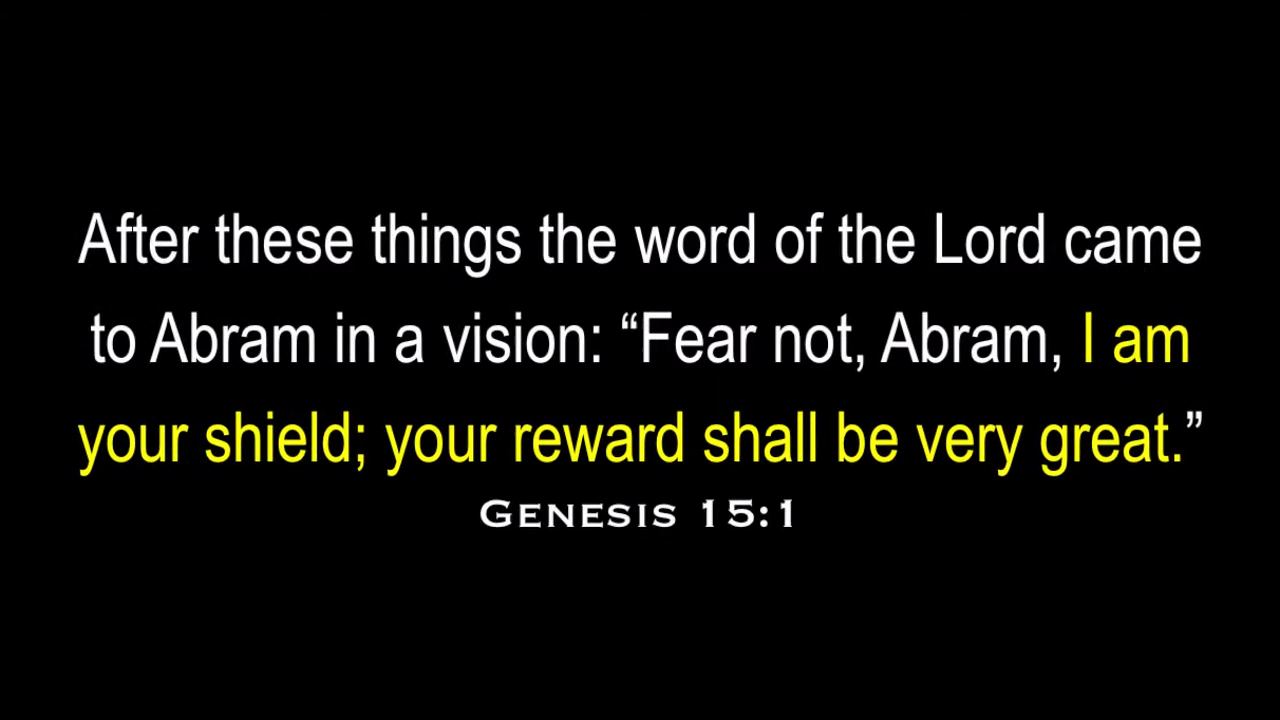 After these things the word of the Lord came
to Abram in a vision: “Fear not, Abram, I am
your shield; your reward shall be very great.”
Genesis 15:1